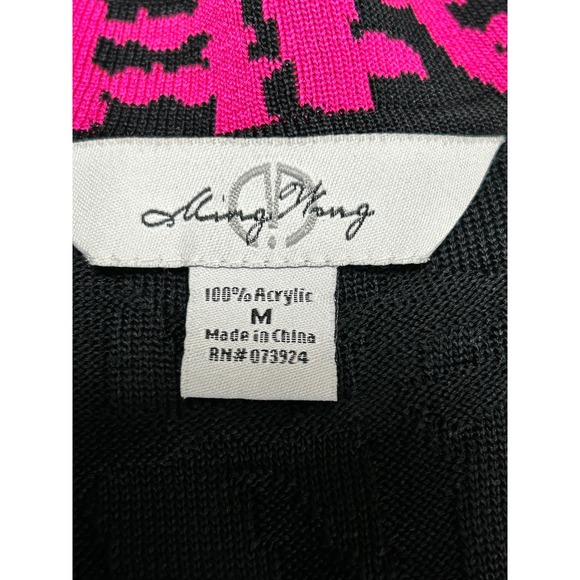 Ming Wang
100% Acrylic
M
Made in China
RN# 073924